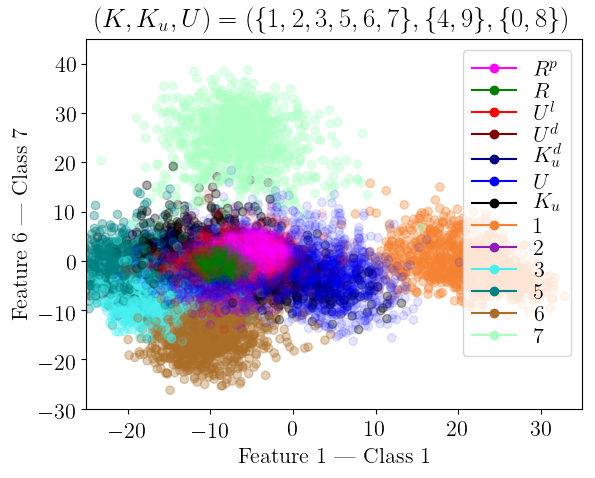 (K, K_u, U) = ({1, 2, 3, 5, 6, 7}, {4, 9}, {0, 8})
Feature 6 — Class 7
40
30
20
10
0
−10
−20
−30
−20
−10
0
10
20
30
Feature 1 — Class 1
R^p
R
U^l
U^d
K_u^d
U
K_u
1
2
3
5
6
7